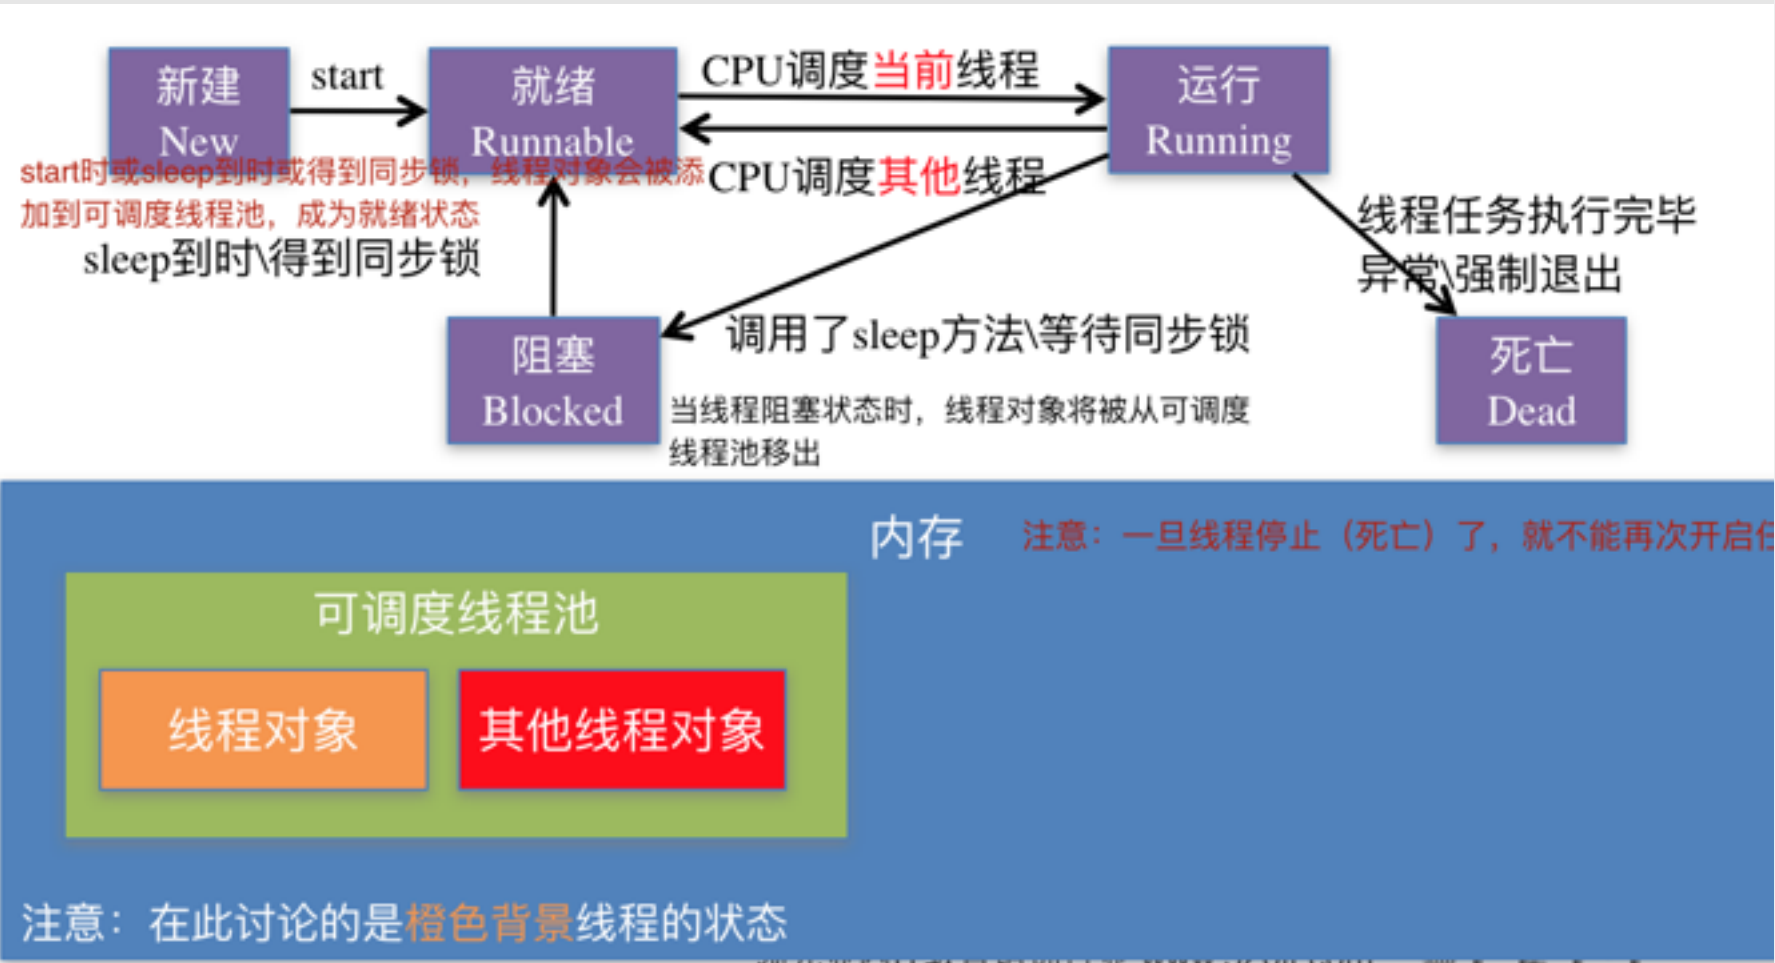 新建
New
start
就绪
Runnable
CPU调度当前线程
运行
Running
CPU调度其他线程
start时或sleep到时或得到同步锁，线程对象会被添
加到可调度线程池，成为就绪状态
sleep到时\得到同步锁
线程任务执行完毕
异常\强制退出
阻塞
Blocked
调用了sleep方法\等待同步锁
当线程阻塞状态时，线程对象将被从可调度
线程池移出
死亡
Dead
内存
注意：一旦线程停止（死亡）了，就不能再次开启任
可调度线程池
线程对象
其他线程对象
注意：在此讨论的是橙色背景线程的状态